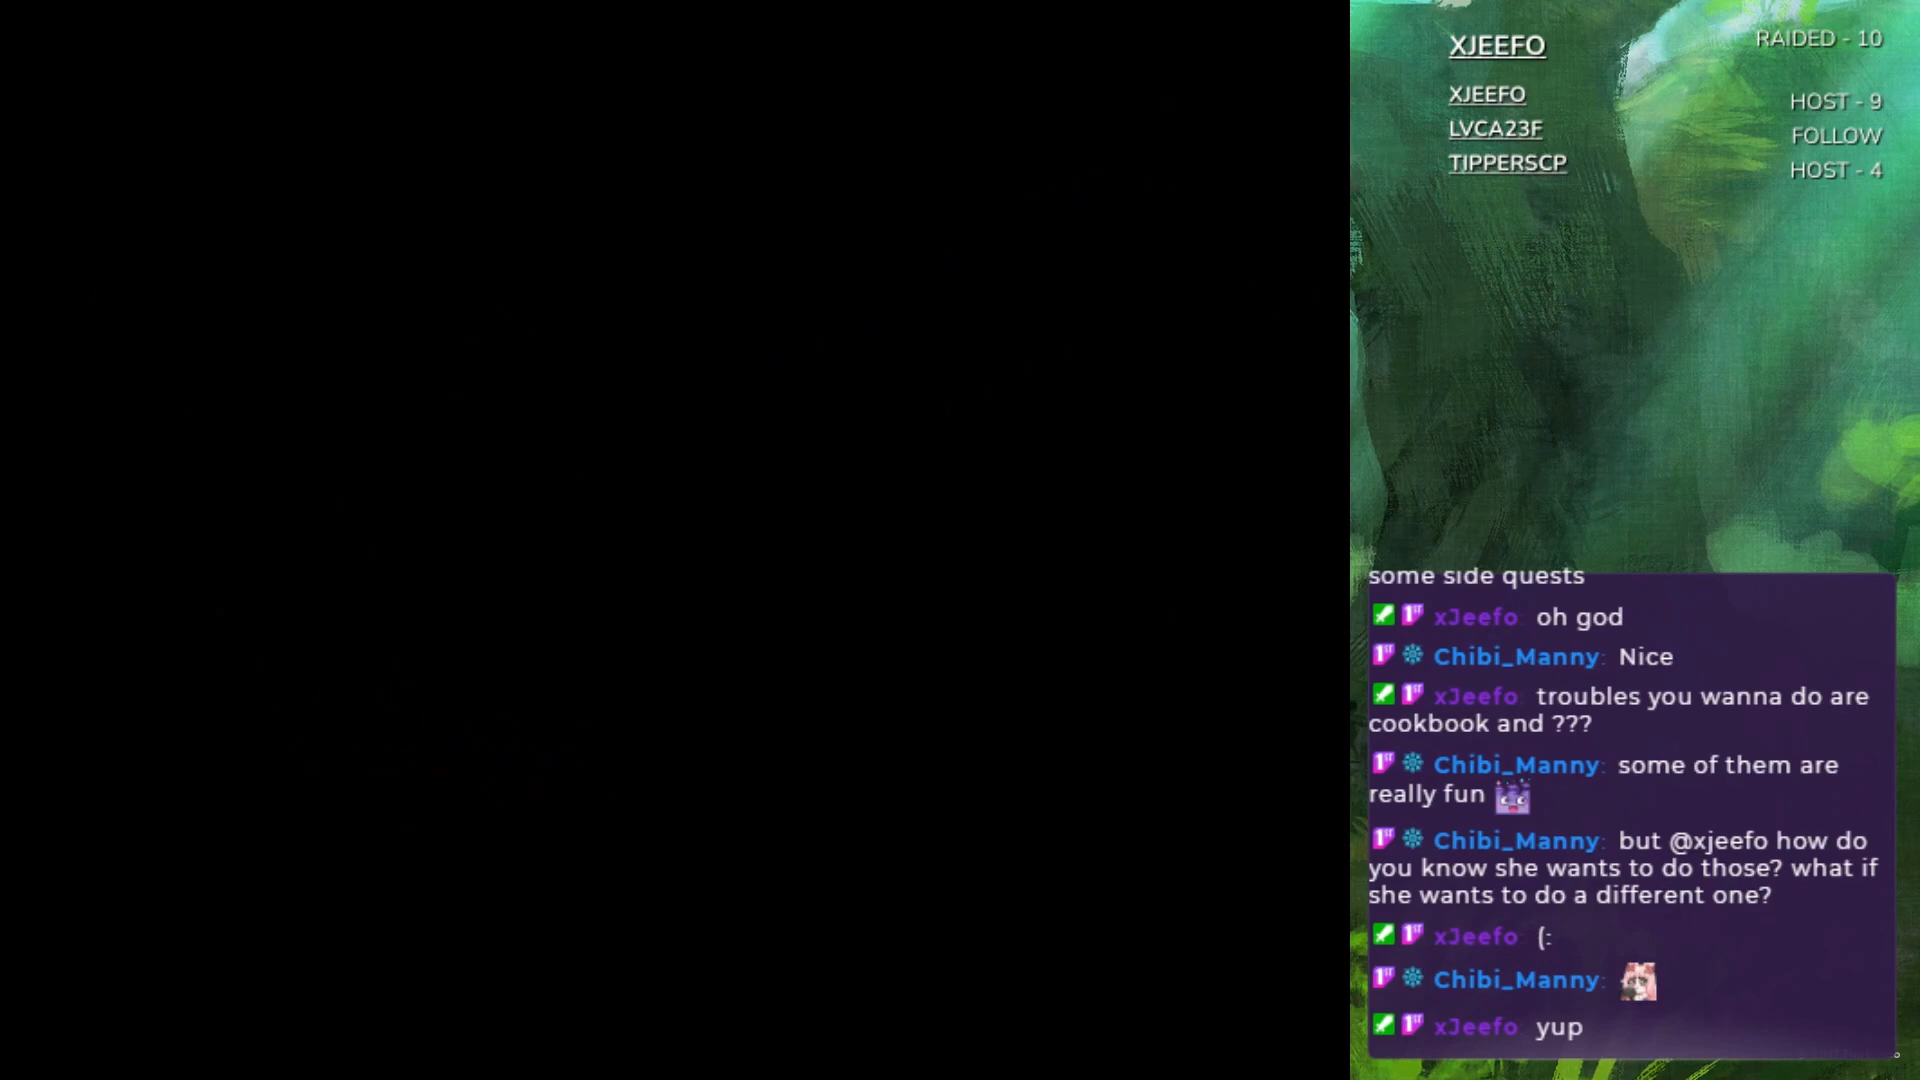 XJEEFO RAIDED - 10
XJEEFO HOST - 9
LVCA23F FOLLOW
TIPPERSCP HOST - 4
some side quests
xJeefo: oh god
Chibi_Manny: Nice
xJeefo: troubles you wanna do are
cookbook and ???
Chibi_Manny: some of them are
really fun
Chibi_Manny: but @xjeefo how do
you know she wants to do those? what if
she wants to do a different one?
xJeefo: (:
Chibi_Manny:
xJeefo: yup